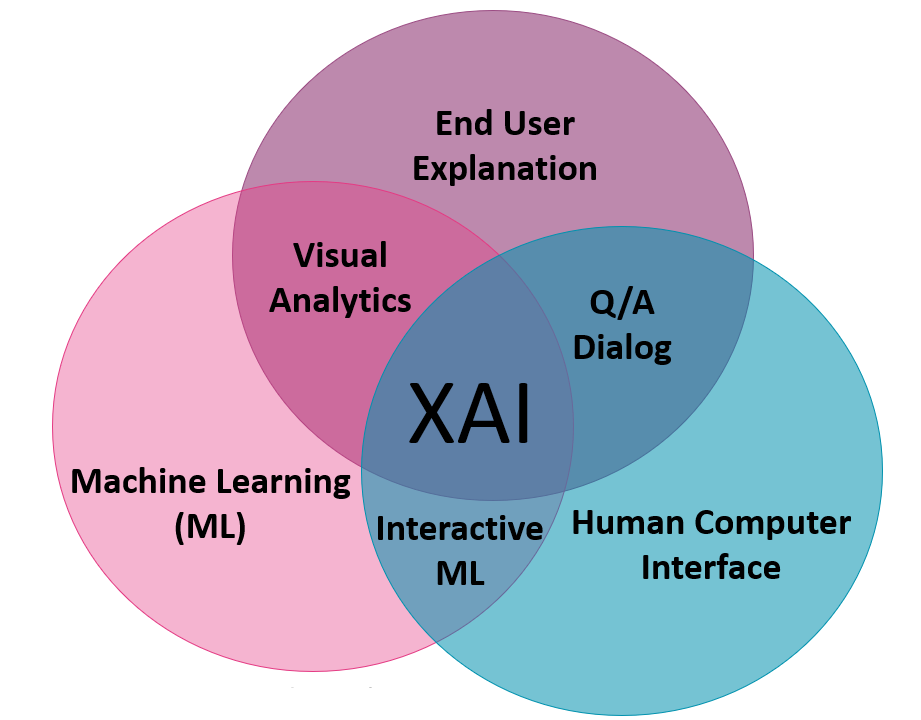 End User
Explanation
Visual
Analytics
Q/A
Dialog
XAI
Machine Learning
(ML)
Interactive
ML
Human Computer
Interface